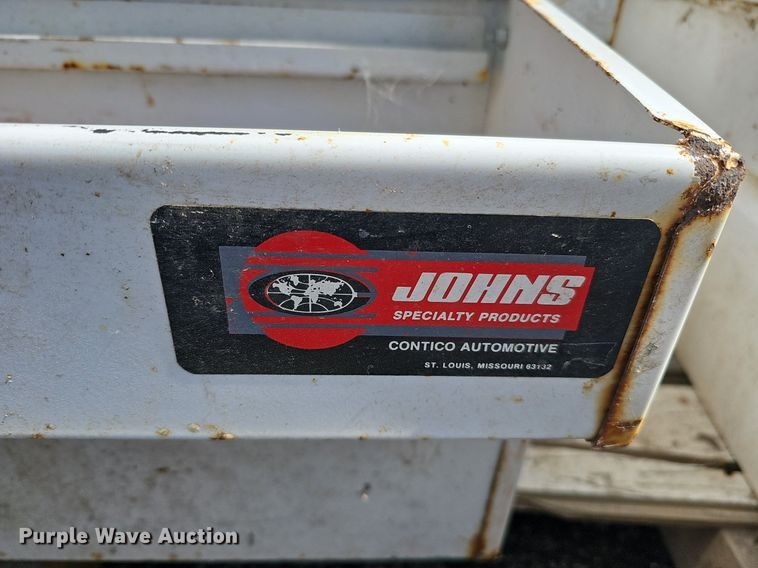 JOHNS
SPECIALTY PRODUCTS
CONTICO AUTOMOTIVE
ST. LOUIS, MISSOURI 63132
Purple Wave Auction